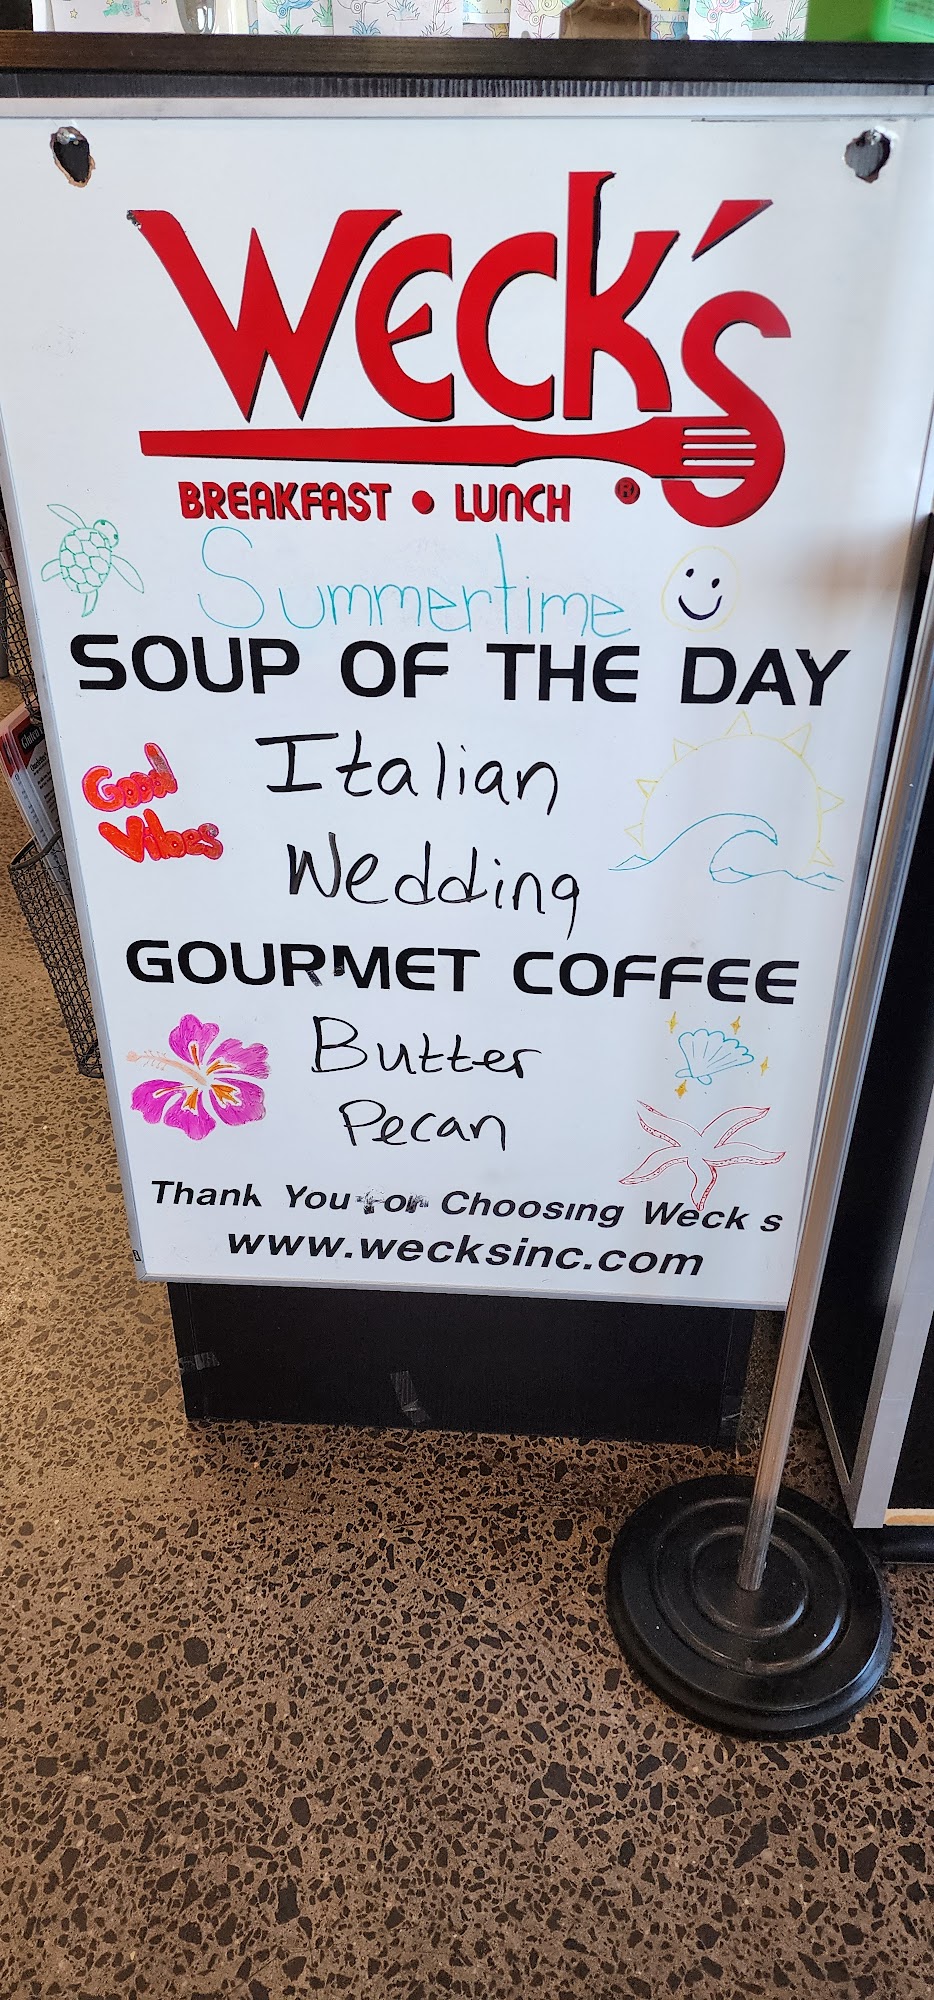 Weck's
BREAKFAST • LUNCH ®
Summertime
SOUP OF THE DAY
Good
Vibes
Italian
Wedding
GOURMET COFFEE
Butter
Pecan
Thank You for Choosing Weck s
www.wecksinc.com